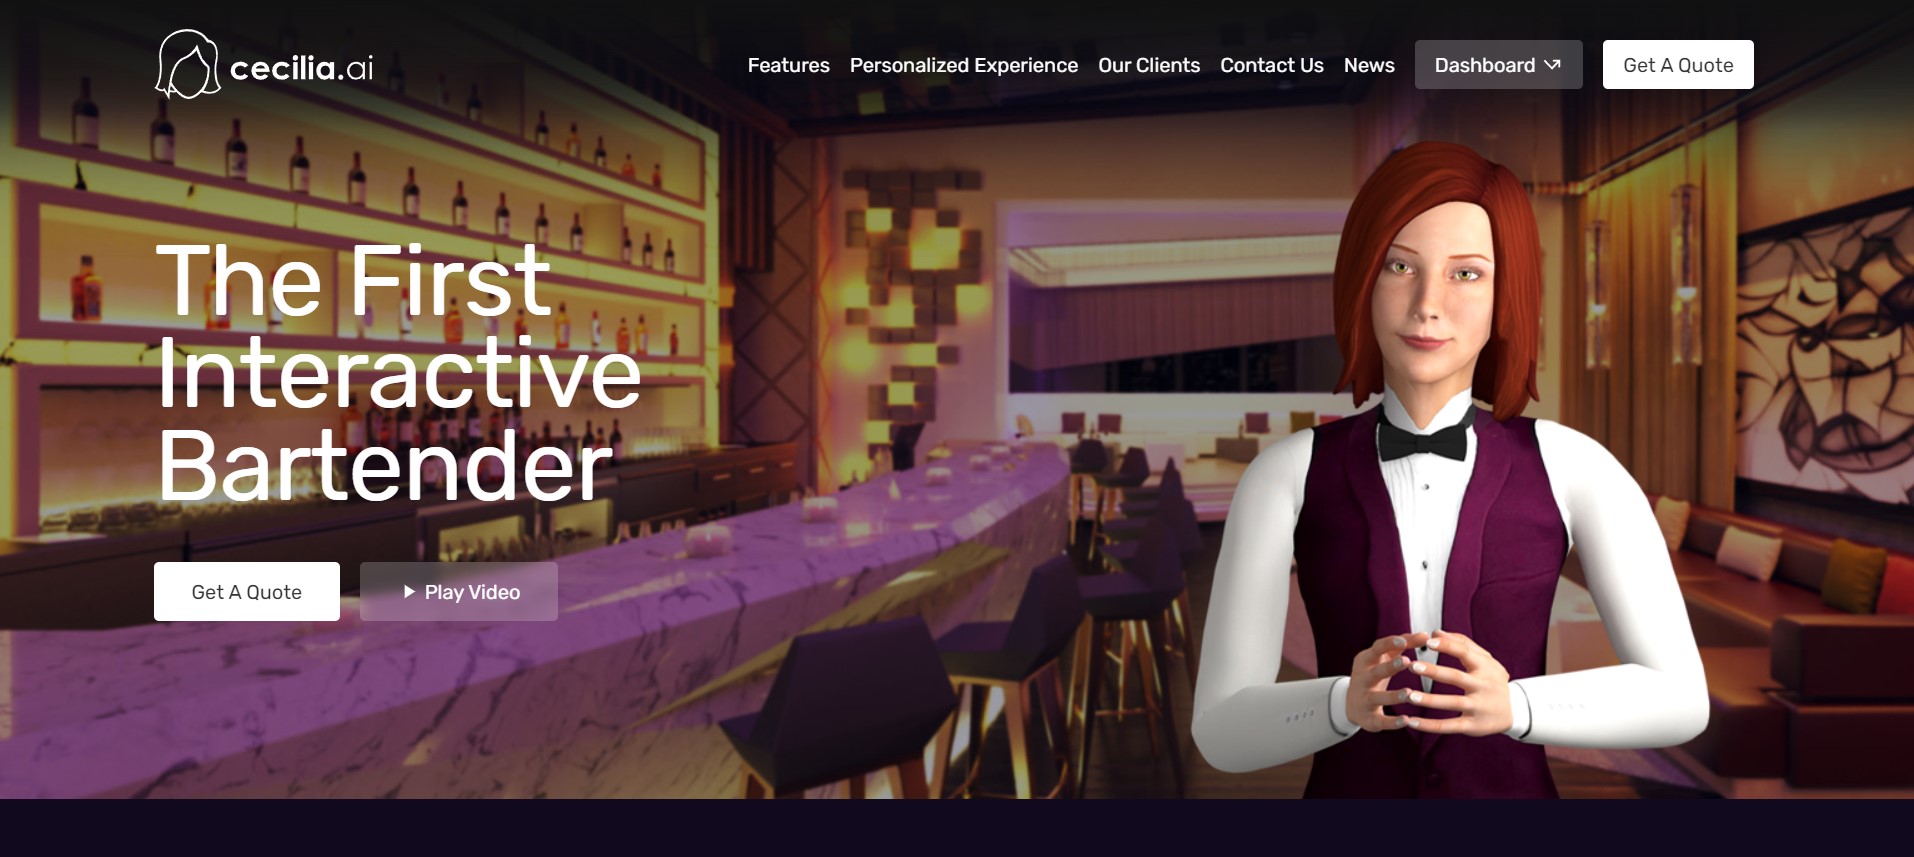 cecilia.ai
Features Personalized Experience Our Clients Contact Us News Dashboard Get A Quote
The First
Interactive
Bartender
Get A Quote Play Video